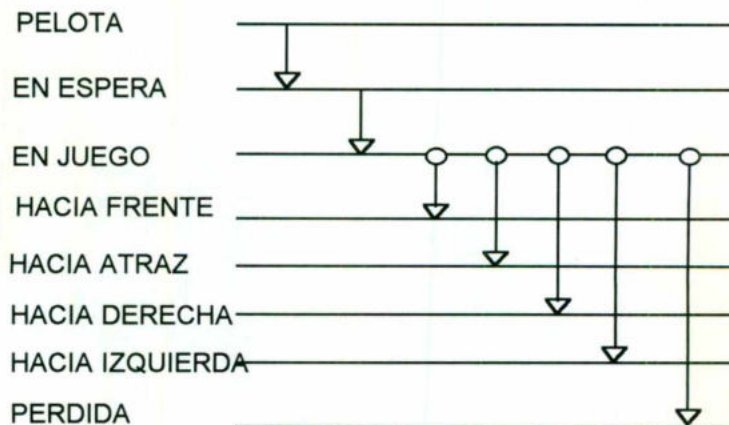 PELOTA
EN ESPERA
EN JUEGO
HACIA FRENTE
HACIA ATRAZ
HACIA DERECHA
HACIA IZQUIERDA
PERDIDA